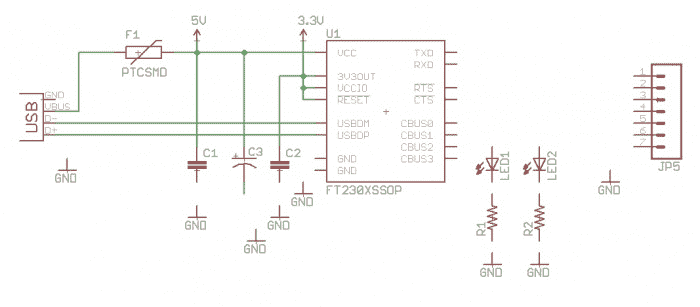 5V
3.3V
F1
U1
PTCSMD
VCC
TXD
RXD
3V3OUT
VCCIO
RTS
RESET
CTS
USB
GND
VBUS
D-
D+
USBDM
CBUS0
USBDP
CBUS1
CBUS2
GND
CBUS3
GND
C1
C3
C2
FT230XSSOP
GND
GND
GND
GND
GND
LED1
LED2
R1
R2
GND
GND
GND
1
2
3
4
5
6
7
JP5